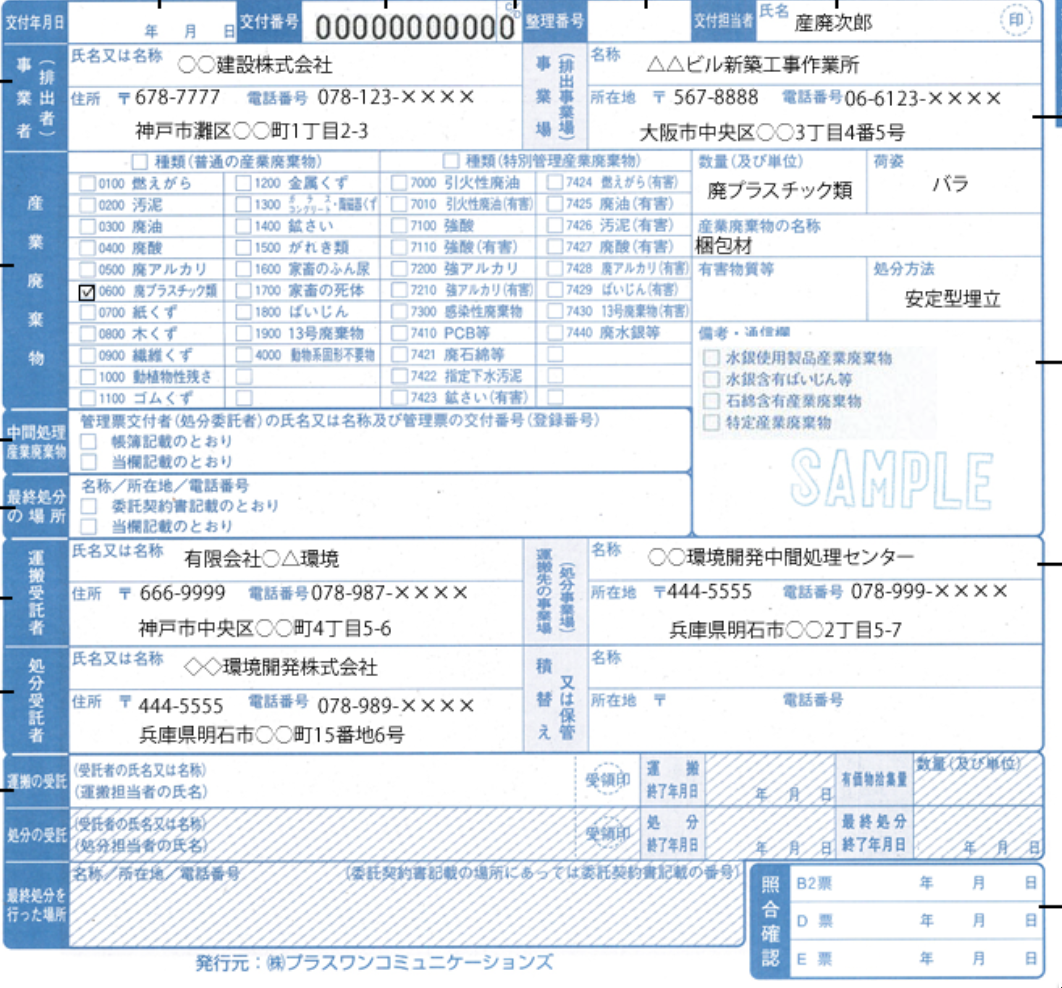 交付年月日 年 月 日 交付番号 00000000000 整理番号 交付担当者 氏名 産廃次郎 印
事業者(排出者) 氏名又は名称 ○○建設株式会社 事業場(排出事業場) 名称 △△ビル新築工事作業所
住所 〒678-7777 電話番号 078-123-×××× 所在地 〒567-8888 電話番号06-6123-××××
神戸市灘区○○町1丁目2-3 大阪市中央区○○3丁目4番5号
産業廃棄物 種類(普通の産業廃棄物) 種類(特別管理産業廃棄物) 数量(及び単位) 荷姿
0100 燃えがら 1200 金属くず 7000 引火性廃油 7424 燃えがら(有害) 廃プラスチック類 バラ
0200 汚泥 1300 ガラス・コンクリート・陶磁器くず 7010 引火性廃油(有害) 7425 廃油(有害)
0300 廃油 1400 鉱さい 7100 強酸 7426 汚泥(有害) 産業廃棄物の名称
0400 廃酸 1500 がれき類 7110 強酸(有害) 7427 廃酸(有害) 梱包材
0500 廃アルカリ 1600 家畜のふん尿 7200 強アルカリ 7428 廃アルカリ(有害) 有害物質等 処分方法
0600 廃プラスチック類 1700 家畜の死体 7210 強アルカリ(有害) 7429 ばいじん(有害) 安定型埋立
0700 紙くず 1800 ばいじん 7300 感染性廃棄物 7430 13号廃棄物(有害)
0800 木くず 1900 13号廃棄物 7410 PCB等 7440 廃水銀等 備考・通信欄
0900 繊維くず 4000 動物系固形不要物 7421 廃石綿等 水銀使用製品産業廃棄物
1000 動植物性残さ 7422 指定下水汚泥 水銀含有ばいじん等
1100 ゴムくず 7423 鉱さい(有害) 石綿含有産業廃棄物
特定産業廃棄物
中間処理産業廃棄物 管理票交付者(処分委託者)の氏名又は名称及び管理票の交付番号(登録番号)
帳簿記載のとおり
当欄記載のとおり
SAMPLE
最終処分の場所 名称/所在地/電話番号
委託契約書記載のとおり
当欄記載のとおり
運搬受託者 氏名又は名称 有限会社○△環境 運搬先の事業場(処分事業場) 名称 ○○環境開発中間処理センター
住所 〒666-9999 電話番号078-987-×××× 所在地 〒444-5555 電話番号 078-999-××××
神戸市中央区○○町4丁目5-6 兵庫県明石市○○2丁目5-7
処分受託者 氏名又は名称 ◇◇環境開発株式会社 積替え又は保管 名称
住所 〒444-5555 電話番号 078-989-×××× 所在地 〒 電話番号
兵庫県明石市○○町15番地6号
運搬の受託 (受託者の氏名又は名称) 受領印 運搬終了年月日 年 月 日 有価物拾集量 数量(及び単位)
(運搬担当者の氏名)
処分の受託 (受託者の氏名又は名称) 受領印 処分終了年月日 年 月 日 最終処分終了年月日 年 月 日
(処分担当者の氏名)
最終処分を行った場所 名称/所在地/電話番号 (委託契約書記載の場所にあっては委託契約書記載の番号)
照合確認 B2票 年 月 日
D 票 年 月 日
E 票 年 月 日
発行元:㈱プラスワンコミュニケーションズ